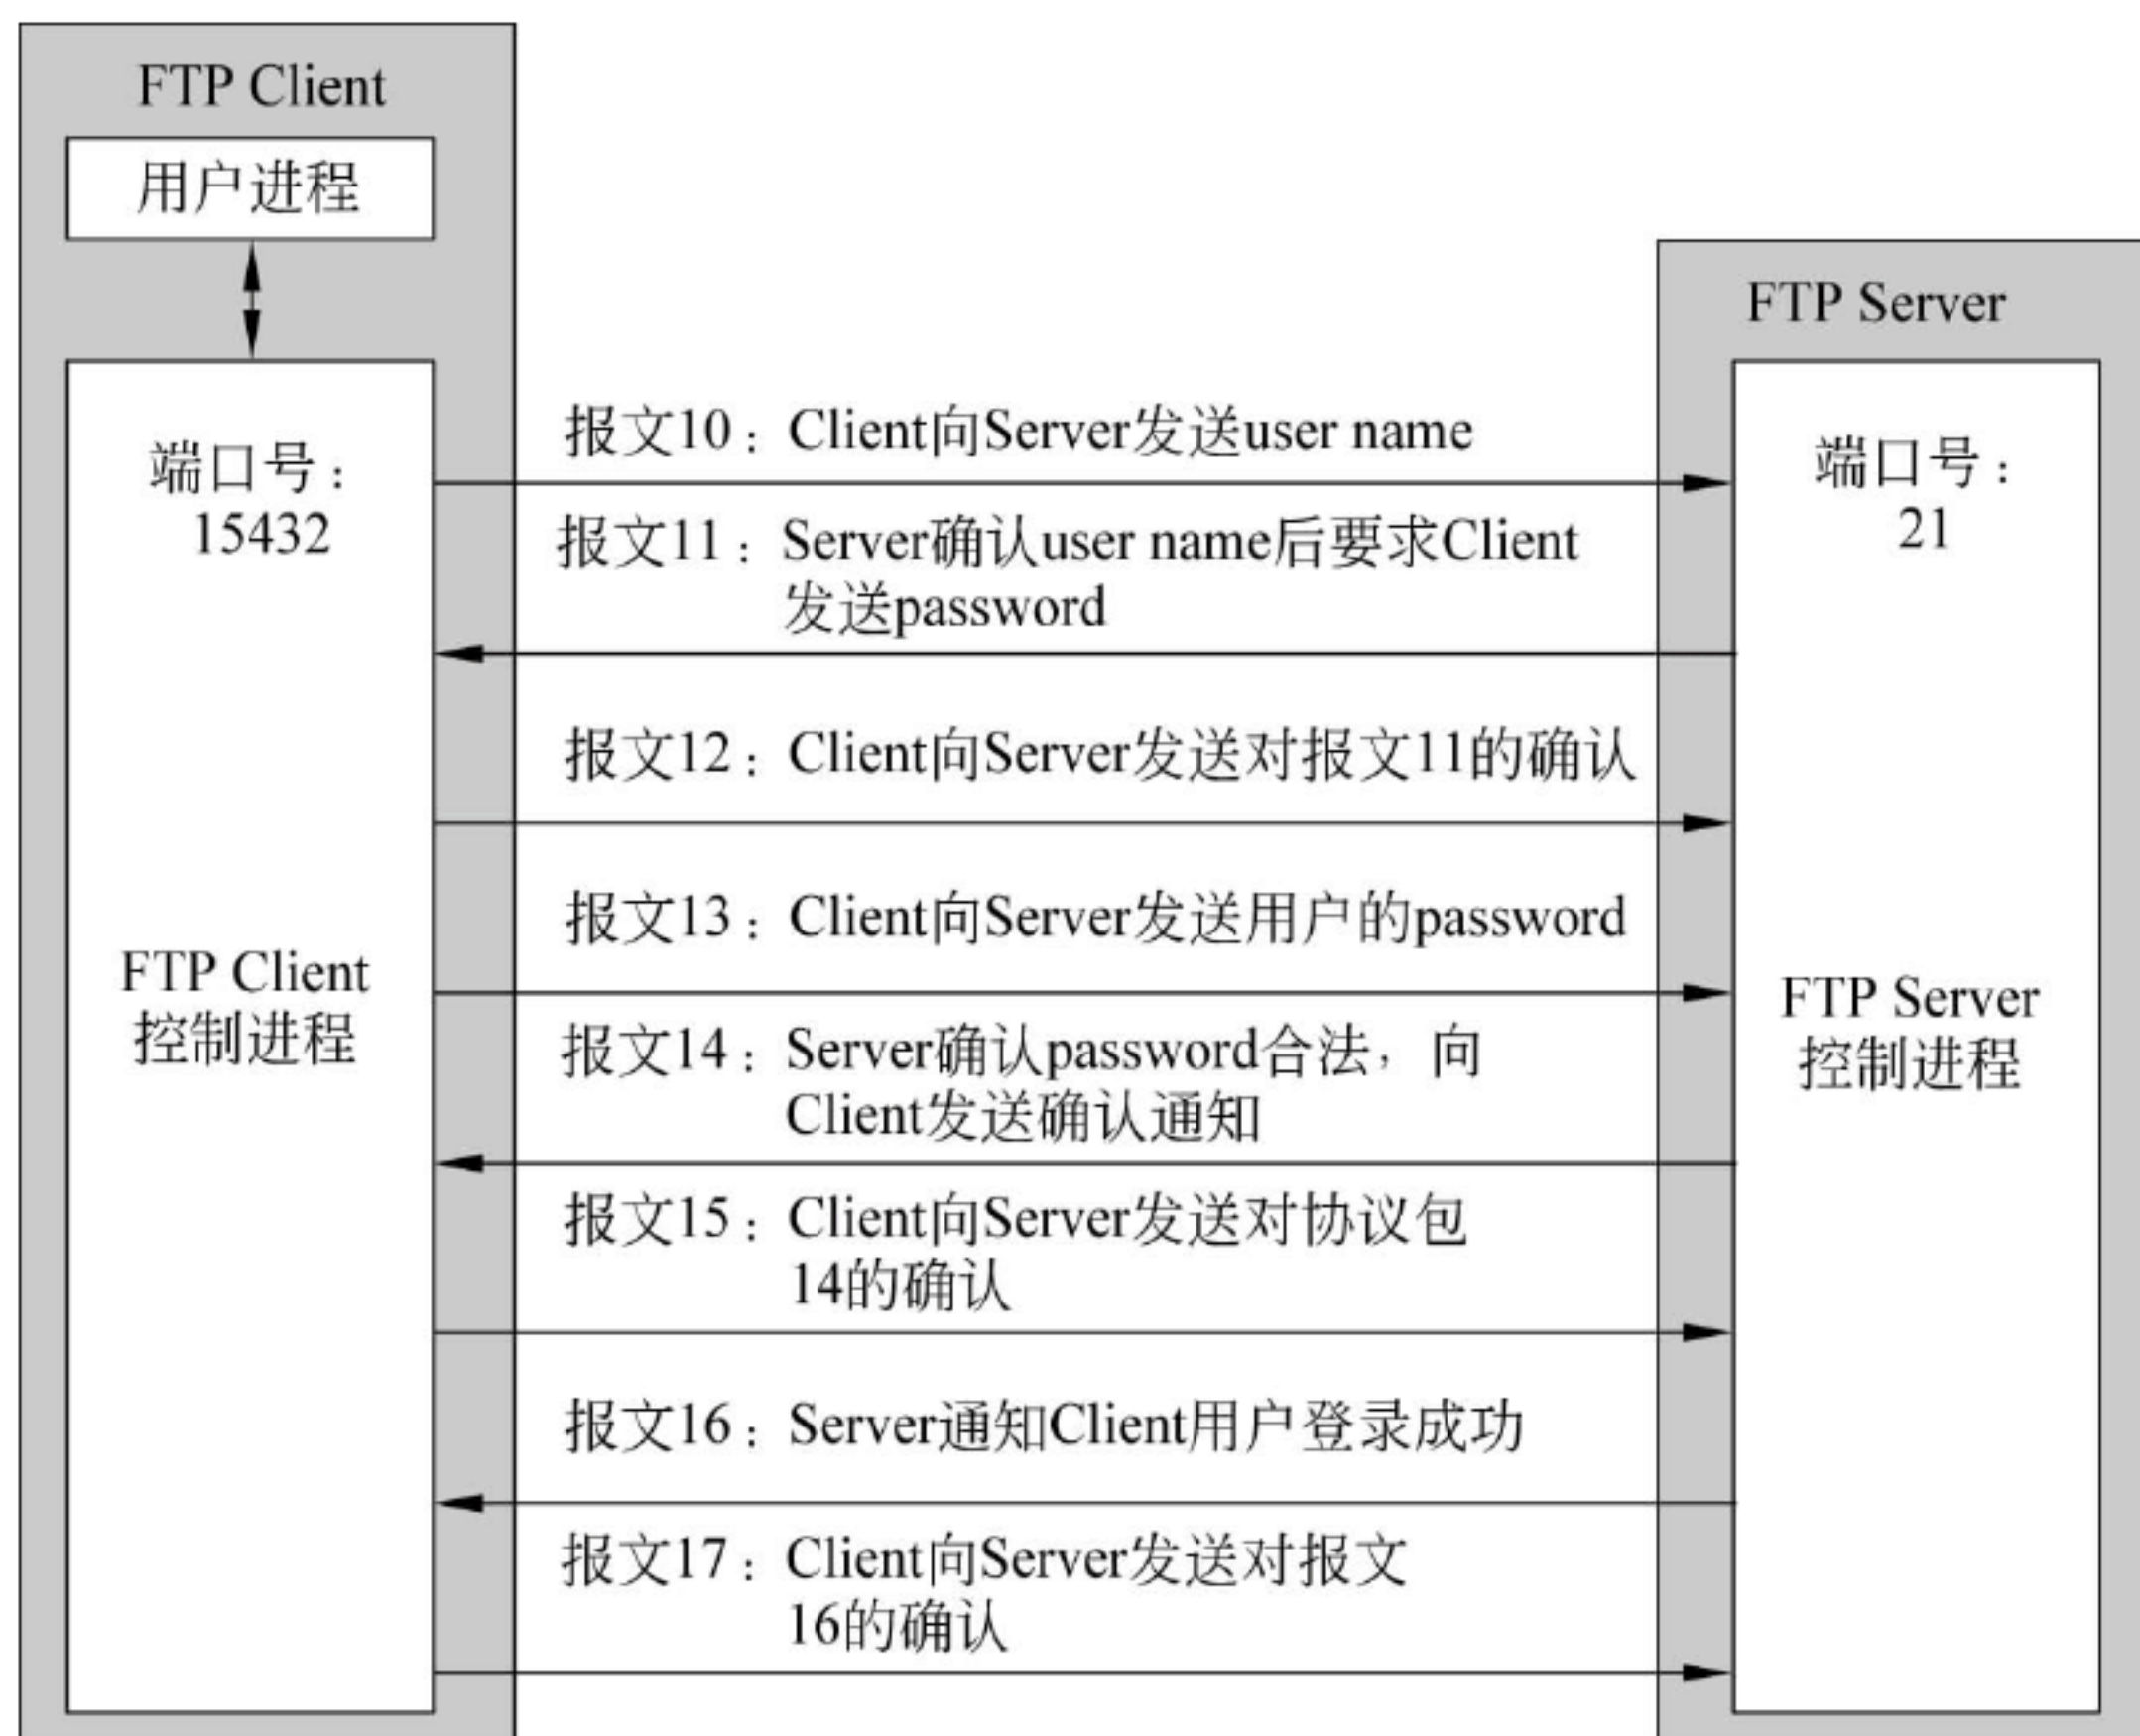 FTP Client
用户进程
FTP Server
端口号：
15432
端口号：
21
报文10：Client向Server发送user name
报文11：Server确认user name后要求Client
发送password
报文12：Client向Server发送对报文11的确认
报文13：Client向Server发送用户的password
FTP Client
控制进程
FTP Server
控制进程
报文14：Server确认password合法，向
Client发送确认通知
报文15：Client向Server发送对协议包
14的确认
报文16：Server通知Client用户登录成功
报文17：Client向Server发送对报文
16的确认